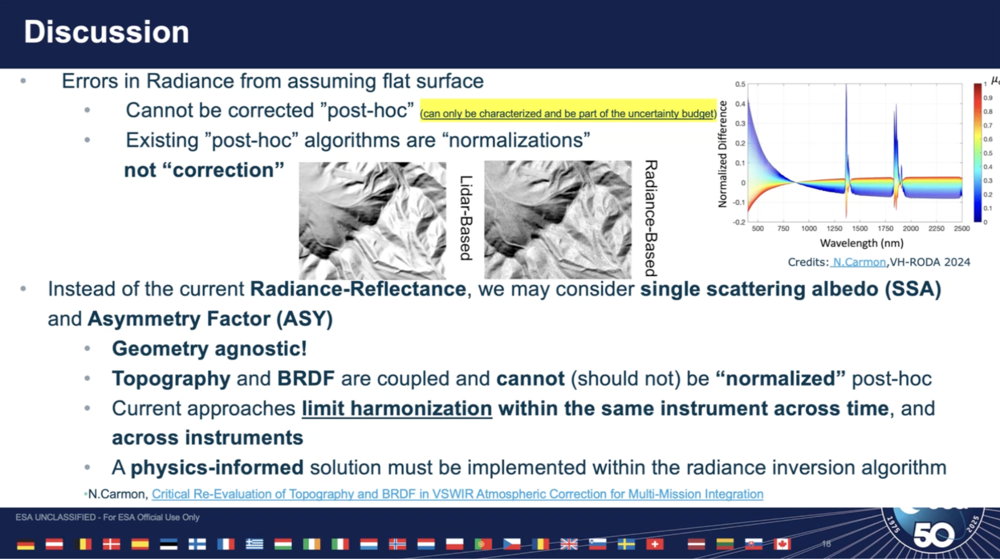 Discussion
Errors in Radiance from assuming flat surface
Cannot be corrected ”post-hoc” (can only be characterized and be part of the uncertainty budget)
Existing ”post-hoc” algorithms are “normalizations”
not “correction”
Lidar-Based
Radiance-Based
Normalized Difference
0.5
0.4
0.3
0.2
0.1
0
-0.1
-0.2
500 750 1000 1250 1500 1750 2000 2250 2500
Wavelength (nm)
1
0.9
0.8
0.7
0.6
0.5
0.4
0.3
0.2
0.1
0
Credits: N.Carmon,VH-RODA 2024
Instead of the current Radiance-Reflectance, we may consider single scattering albedo (SSA)
and Asymmetry Factor (ASY)
Geometry agnostic!
Topography and BRDF are coupled and cannot (should not) be “normalized” post-hoc
Current approaches limit harmonization within the same instrument across time, and
across instruments
A physics-informed solution must be implemented within the radiance inversion algorithm
N.Carmon, Critical Re-Evaluation of Topography and BRDF in VSWIR Atmospheric Correction for Multi-Mission Integration
ESA UNCLASSIFIED - For ESA Official Use Only
18
1975
50
2025